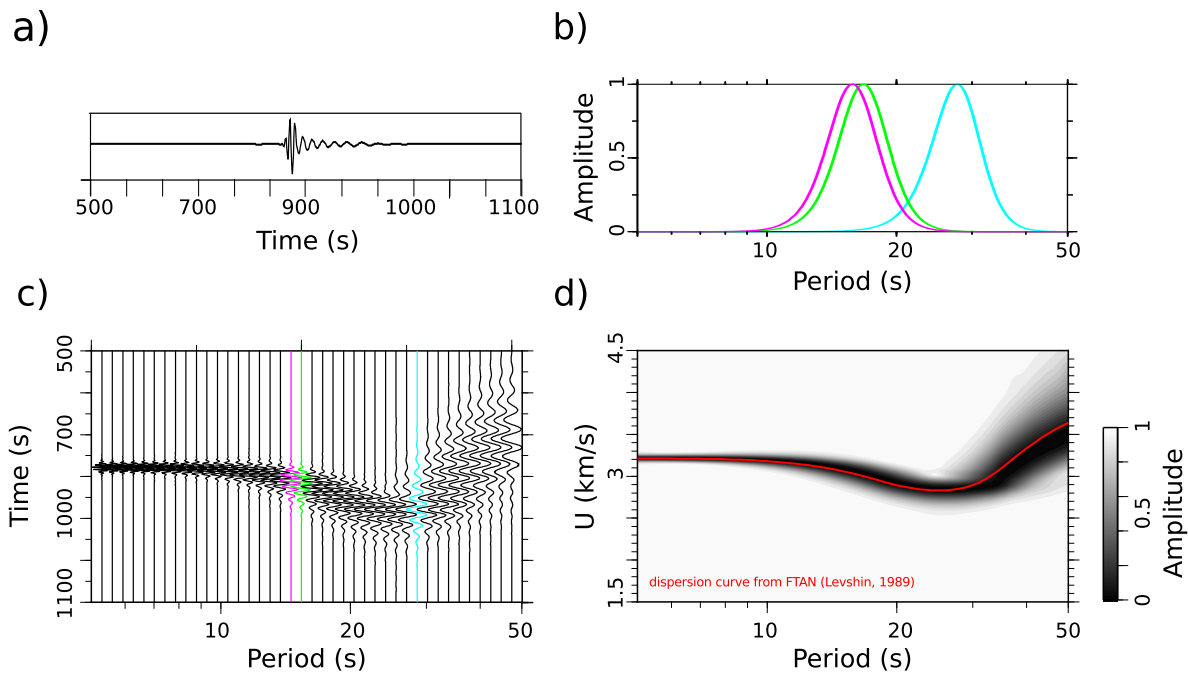 a)
500 700 900 1000 1100
Time (s)
b)
Amplitude
0 0.5 1
10 20 50
Period (s)
c)
Time (s)
500 700 1000 1100
10 20 50
Period (s)
d)
U (km/s)
4.5 3 1.5
dispersion curve from FTAN (Levshin, 1989)
10 20 50
Period (s)
0 0.5 1
Amplitude